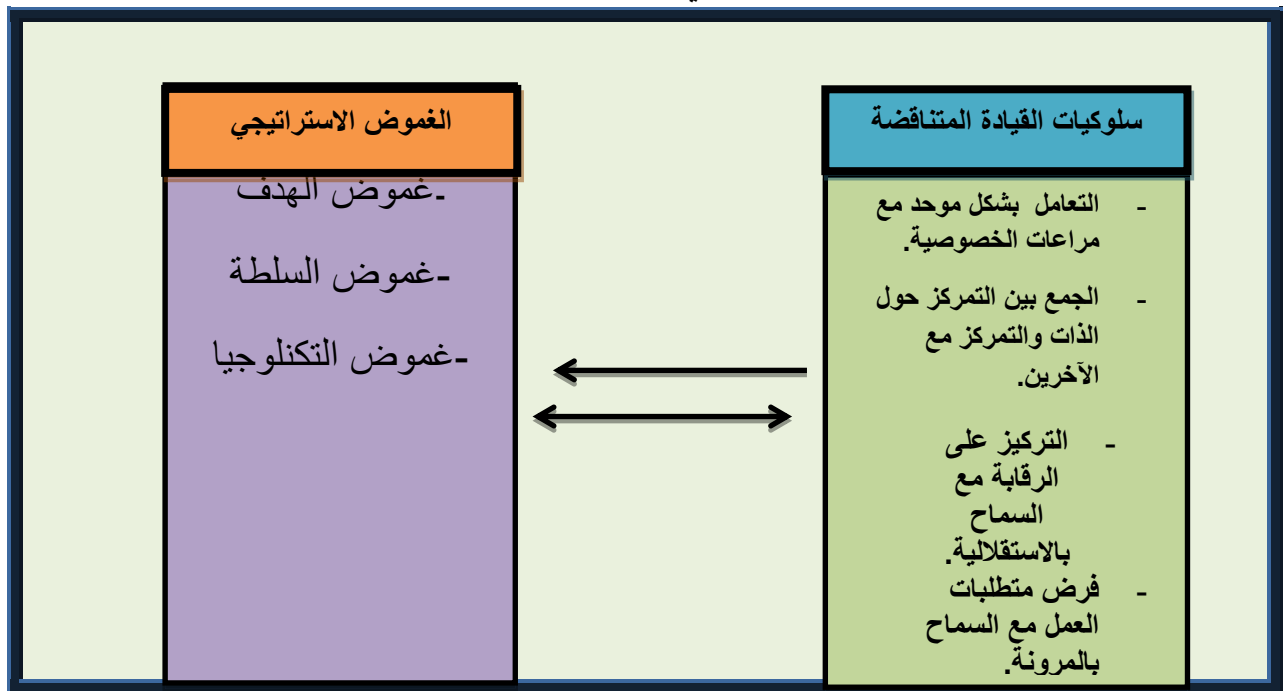 سلوكيات القيادة المتناقضة
- التعامل بشكل موحد مع
مراعات الخصوصية.
- الجمع بين التمركز حول
الذات والتمركز مع
الآخرين.
- التركيز على
الرقابة مع
السماح
بالاستقلالية.
- فرض متطلبات
العمل مع السماح
بالمرونة.
الغموض الاستراتيجي
-غموض الهدف
-غموض السلطة
-غموض التكنلوجيا